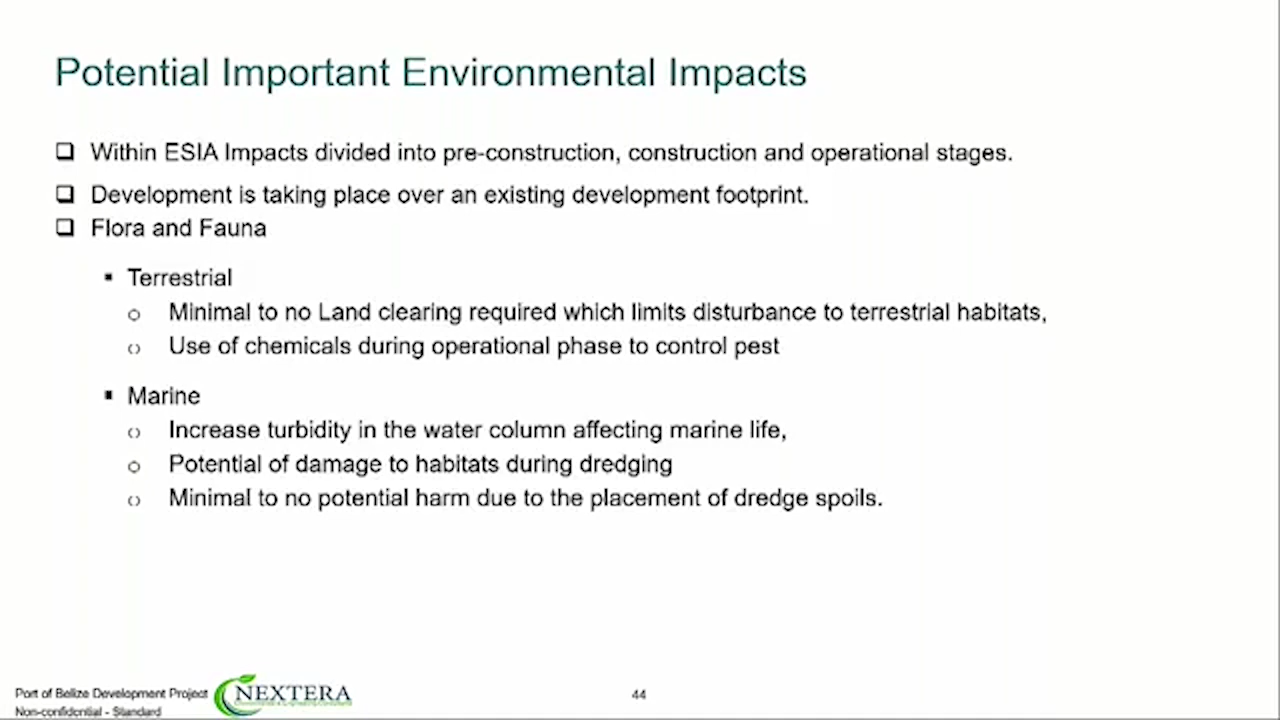 Potential Important Environmental Impacts
❑ Within ESIA Impacts divided into pre-construction, construction and operational stages.
❑ Development is taking place over an existing development footprint.
❑ Flora and Fauna
▪ Terrestrial
o Minimal to no Land clearing required which limits disturbance to terrestrial habitats,
o Use of chemicals during operational phase to control pest
▪ Marine
o Increase turbidity in the water column affecting marine life,
o Potential of damage to habitats during dredging
o Minimal to no potential harm due to the placement of dredge spoils.
Port of Belize Development Project
Non-confidential - Standard
NEXTERA
44